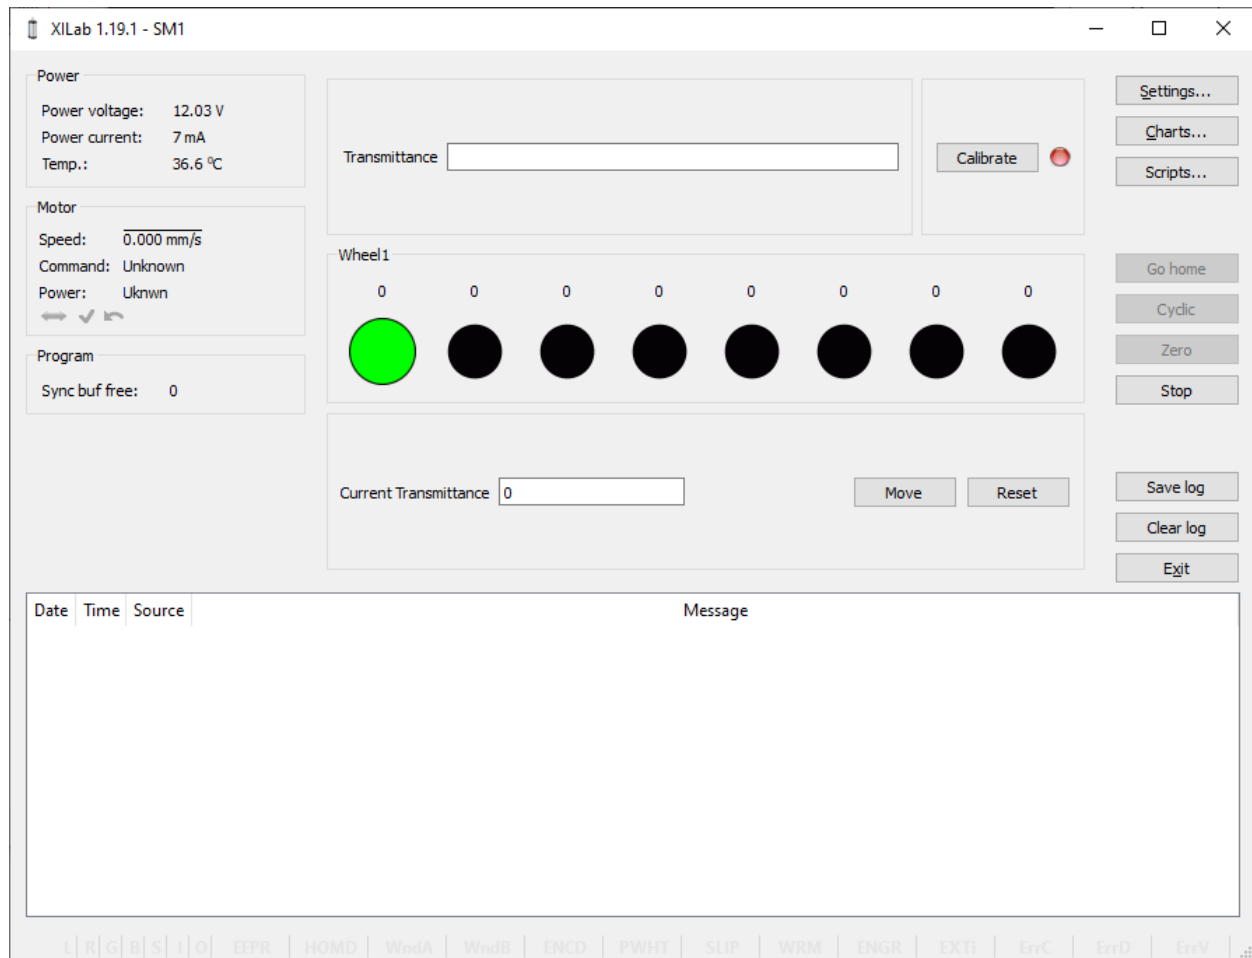 XILab 1.19.1 - SM1
Power
Power voltage: 12.03 V
Power current: 7 mA
Temp.: 36.6 ⁰C
Motor
Speed: 0.000 mm/s
Command: Unknown
Power: Uknwn
Program
Sync buf free: 0
Transmittance
Calibrate
Wheel1
0 0 0 0 0 0 0 0
Current Transmittance 0
Move Reset
Settings...
Charts...
Scripts...
Go home
Cyclic
Zero
Stop
Save log
Clear log
Exit
Date Time Source Message
L R G B S I O EEPR HOMD WndA WndB ENCD PWHT SLIP WRM ENGR EXTi ErrC ErrD ErrV